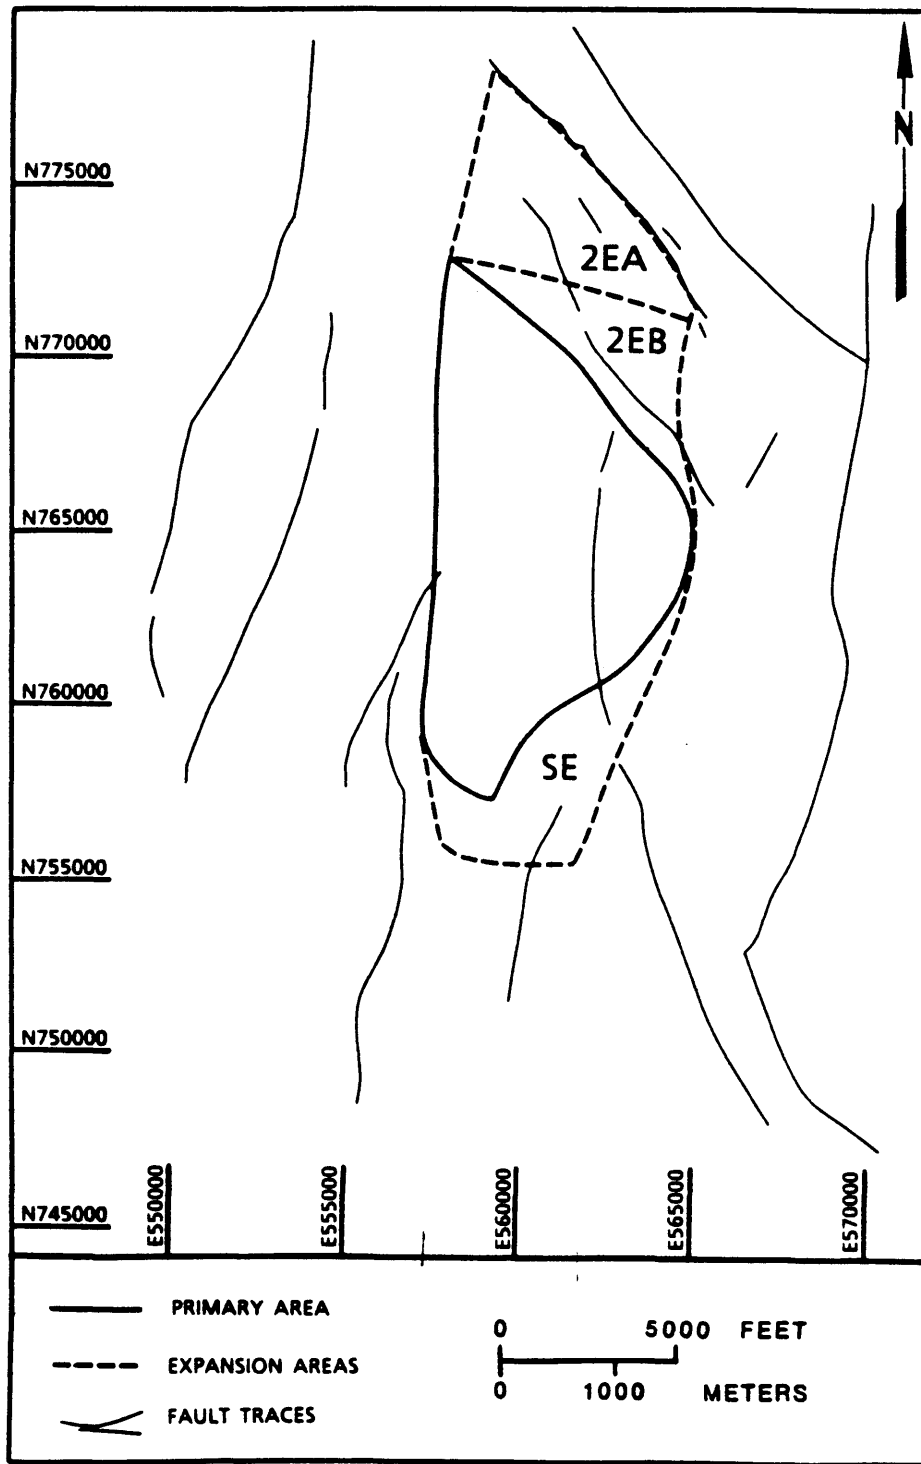 N
N775000
2EA
2EB
N770000
N765000
N760000
SE
N755000
N750000
N745000
E550000
E555000
E560000
E565000
E570000
PRIMARY AREA
EXPANSION AREAS
FAULT TRACES
0 5000 FEET
0 1000 METERS